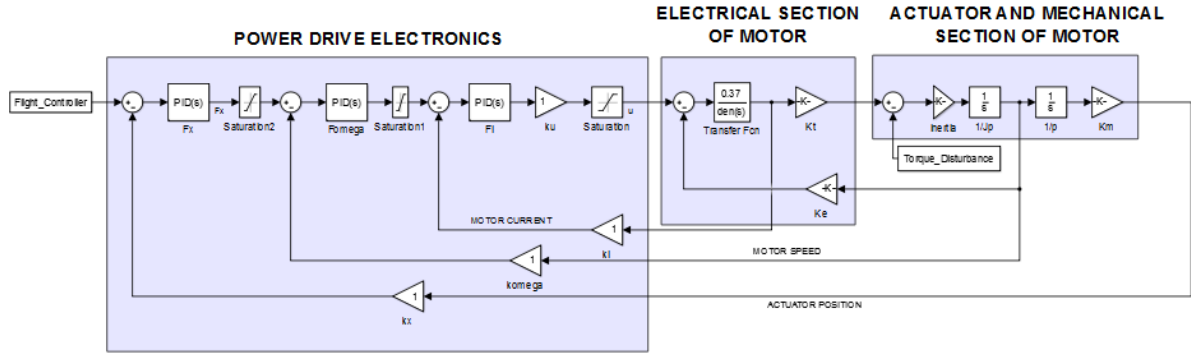 POWER DRIVE ELECTRONICS
ELECTRICAL SECTION
OF MOTOR
ACTUATOR AND MECHANICAL
SECTION OF MOTOR
Flight_Controller
PID(s)
Fx
Fx
Saturation2
PID(s)
Fomega
Saturation1
PID(s)
FI
1
ku
Saturation
u
0.37
den(s)
Transfer Fcn
-K-
Kt
-K-
Inertia
1
s
1/Jp
1
s
1/p
-K-
Km
Torque_Disturbance
-K-
Ke
MOTOR CURRENT
1
kI
MOTOR SPEED
1
komega
ACTUATOR POSITION
1
kx